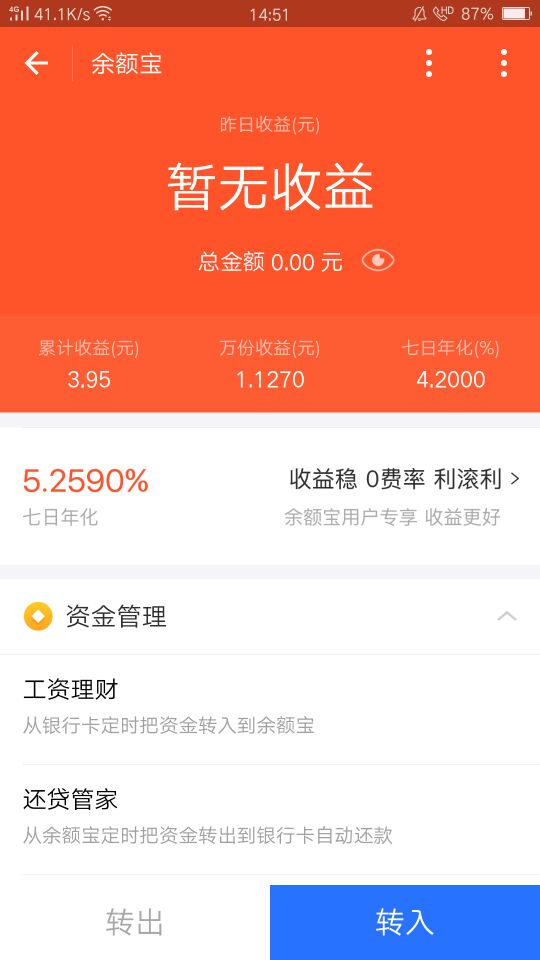 4G 41.1K/s 14:51 HD 87%
余额宝
昨日收益(元)
暂无收益
总金额 0.00 元
累计收益(元) 万份收益(元) 七日年化(%)
3.95 1.1270 4.2000
5.2590% 收益稳 0费率 利滚利
七日年化 余额宝用户专享 收益更好
资金管理
工资理财
从银行卡定时把资金转入到余额宝
还贷管家
从余额宝定时把资金转出到银行卡自动还款
转出 转入